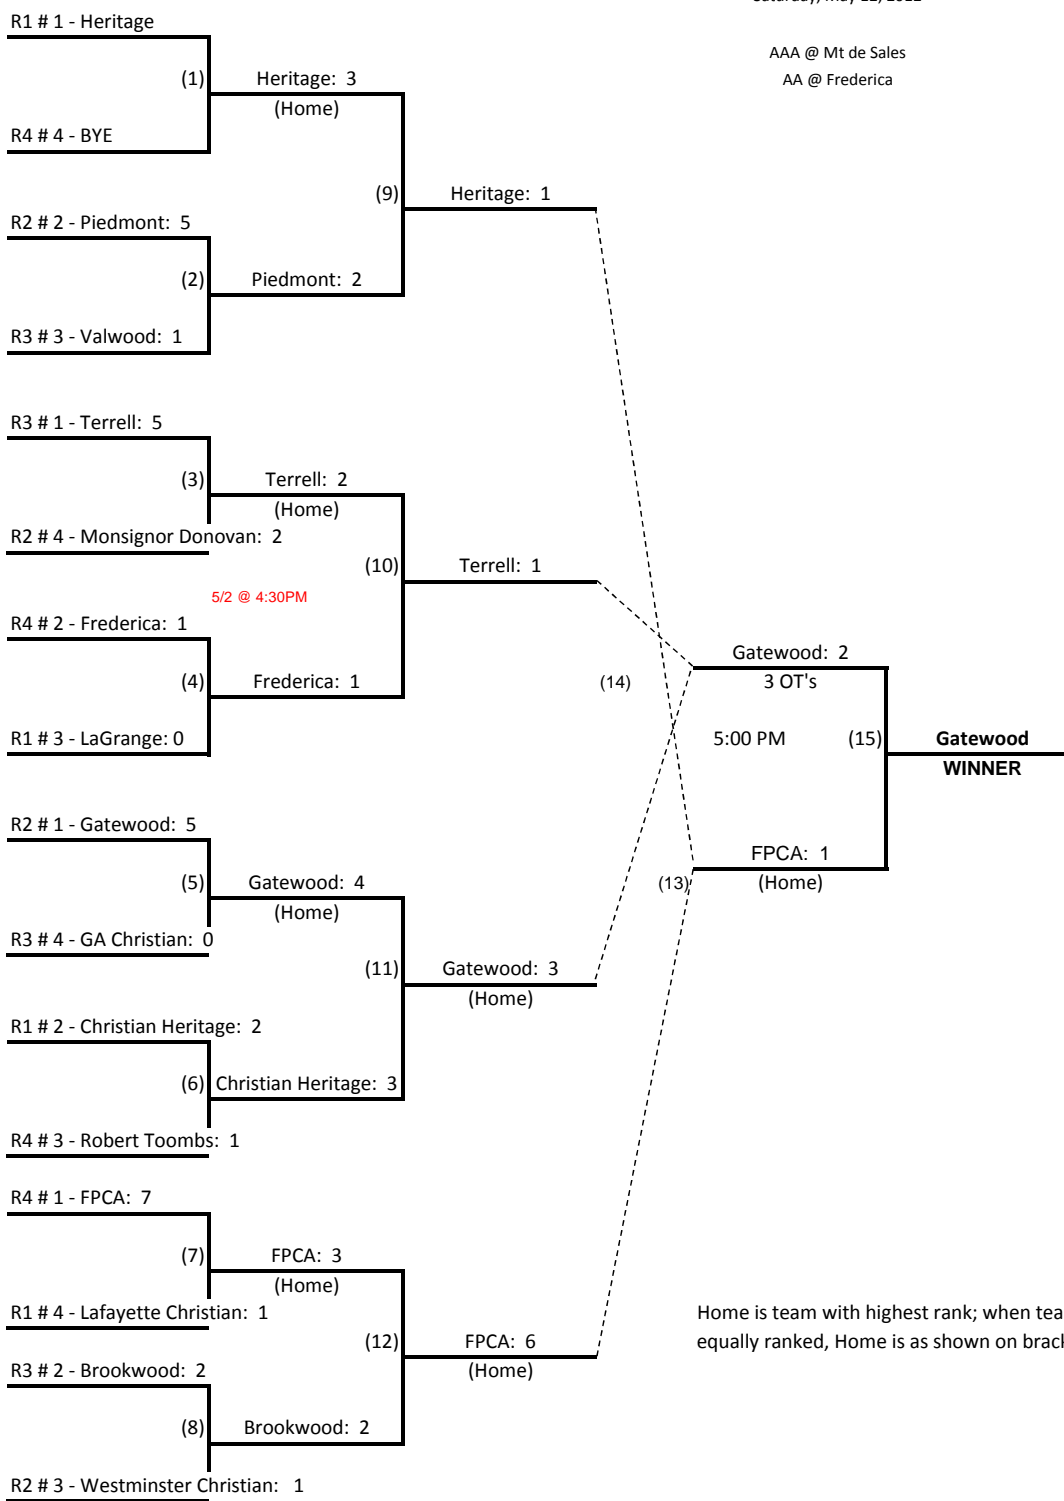 R1 # 1 - Heritage
AAA @ Mt de Sales
(1)
Heritage: 3
AA @ Frederica
(Home)
R4 # 4 - BYE
(9)
Heritage: 1
R2 # 2 - Piedmont: 5
(2)
Piedmont: 2
R3 # 3 - Valwood: 1
R3 # 1 - Terrell: 5
(3)
Terrell: 2
(Home)
R2 # 4 - Monsignor Donovan: 2
(10)
Terrell: 1
5/2 @ 4:30PM
R4 # 2 - Frederica: 1
Gatewood: 2
(4)
Frederica: 1
(14)
3 OT's
R1 # 3 - LaGrange: 0
5:00 PM
(15)
Gatewood
WINNER
R2 # 1 - Gatewood: 5
FPCA: 1
(5)
Gatewood: 4
(13)
(Home)
(Home)
R3 # 4 - GA Christian: 0
(11)
Gatewood: 3
(Home)
R1 # 2 - Christian Heritage: 2
(6)
Christian Heritage: 3
R4 # 3 - Robert Toombs: 1
R4 # 1 - FPCA: 7
(7)
FPCA: 3
(Home)
R1 # 4 - Lafayette Christian: 1
Home is team with highest rank; when tea
(12)
FPCA: 6
equally ranked, Home is as shown on brack
R3 # 2 - Brookwood: 2
(Home)
(8)
Brookwood: 2
R2 # 3 - Westminster Christian: 1